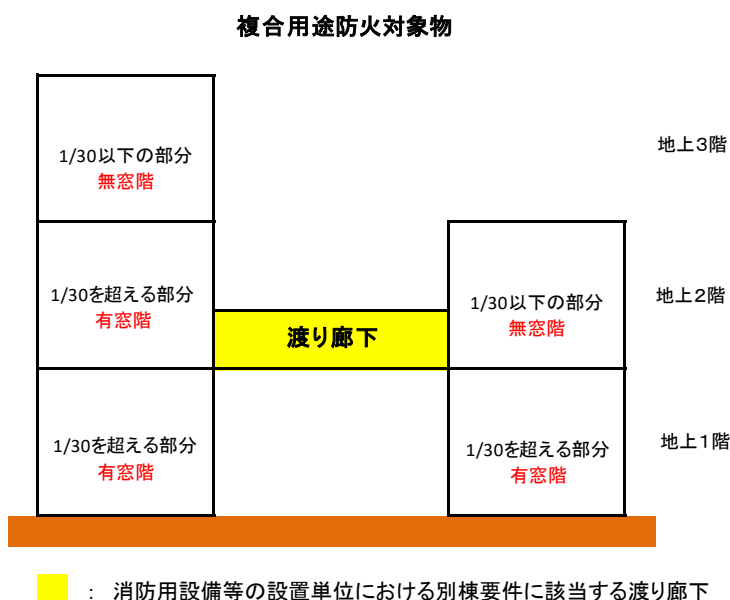 複合用途防火対象物
地上3階
1/30以下の部分
無窓階
1/30を超える部分
有窓階
1/30以下の部分
無窓階
地上2階
渡り廊下
1/30を超える部分
有窓階
1/30を超える部分
有窓階
地上1階
： 消防用設備等の設置単位における別棟要件に該当する渡り廊下